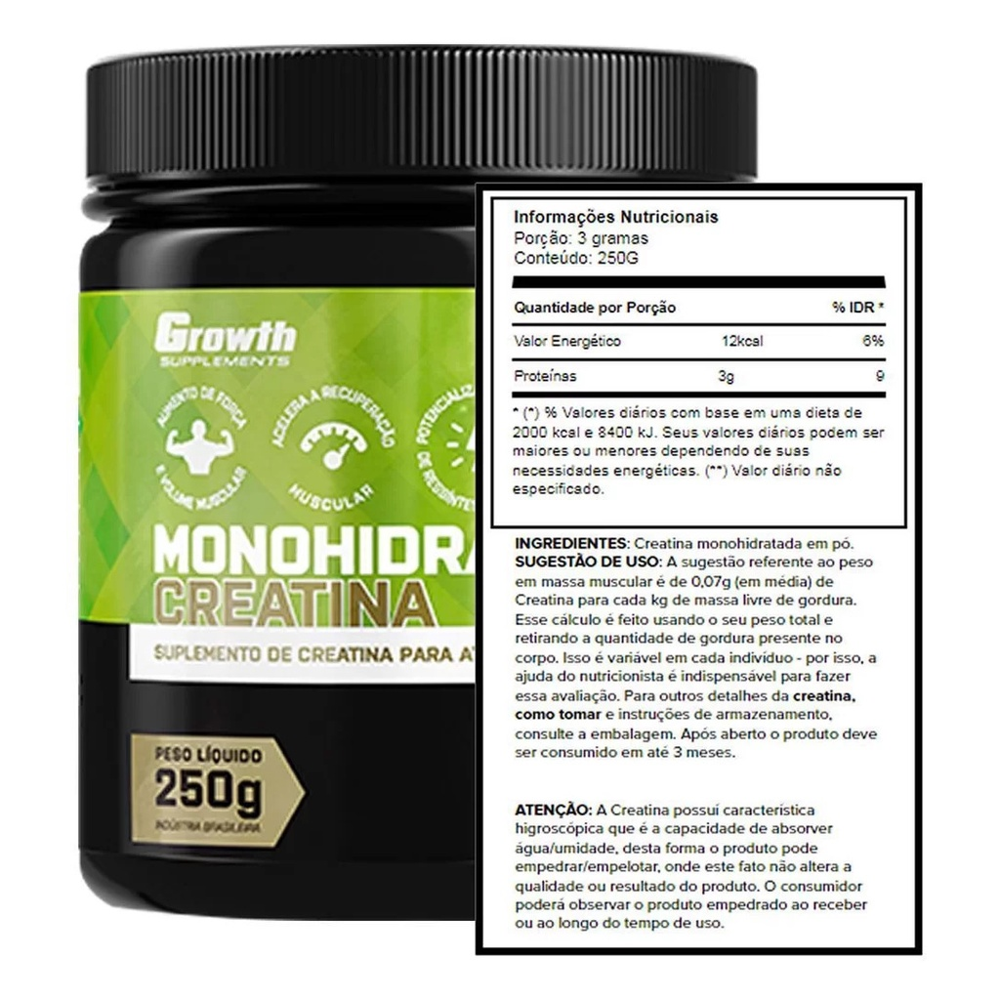 Growth
SUPPLEMENTS
AUMENTO DE FORÇA
E VOLUME MUSCULAR
ACELERA A RECUPERAÇÃO
MUSCULAR
MONOHIDRA
CREATINA
SUPLEMENTO DE CREATINA PARA
PESO LÍQUIDO
250g
INDÚSTRIA BRASILEIRA
Informações Nutricionais
Porção: 3 gramas
Conteúdo: 250G
Quantidade por Porção % IDR *
Valor Energético 12kcal 6%
Proteínas 3g 9
* (*) % Valores diários com base em uma dieta de
2000 kcal e 8400 kJ. Seus valores diários podem ser
maiores ou menores dependendo de suas
necessidades energéticas. (**) Valor diário não
especificado.
INGREDIENTES: Creatina monohidratada em pó.
SUGESTÃO DE USO: A sugestão referente ao peso
em massa muscular é de 0,07g (em média) de
Creatina para cada kg de massa livre de gordura.
Esse cálculo é feito usando o seu peso total e
retirando a quantidade de gordura presente no
corpo. Isso é variável em cada indivíduo - por isso, a
ajuda do nutricionista é indispensável para fazer
essa avaliação. Para outros detalhes da creatina,
como tomar e instruções de armazenamento,
consulte a embalagem. Após aberto o produto deve
ser consumido em até 3 meses.
ATENÇÃO: A Creatina possuí característica
higroscópica que é a capacidade de absorver
água/umidade, desta forma o produto pode
empedrar/empelotar, onde este fato não altera a
qualidade ou resultado do produto. O consumidor
poderá observar o produto empedrado ao receber
ou ao longo do tempo de uso.